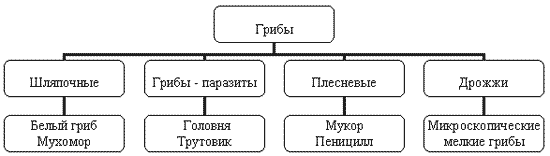 Грибы
Шляпочные
Грибы - паразиты
Плесневые
Дрожжи
Белый гриб
Мухомор
Головня
Трутовик
Мукор
Пеницилл
Микроскопические
мелкие грибы